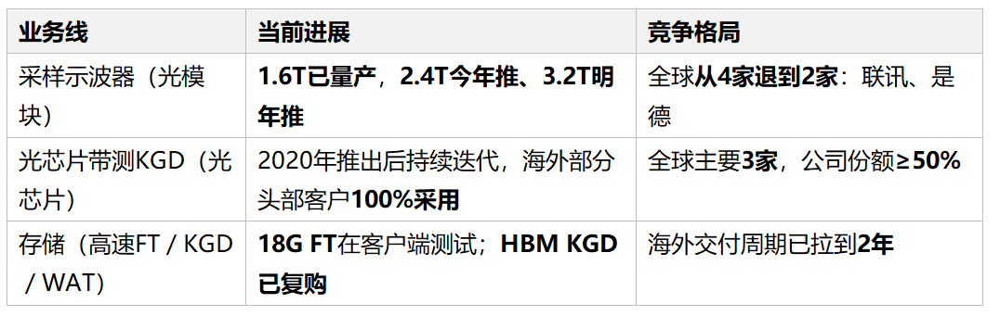 业务线
当前进展
竞争格局
采样示波器（光模
块）
1.6T已量产，2.4T今年推、3.2T明
年推
全球从4家退到2家：联讯、是
德
光芯片带测KGD（光
芯片）
2020年推出后持续迭代，海外部分
头部客户100%采用
全球主要3家，公司份额≥50%
存储（高速FT / KGD
/ WAT）
18G FT在客户端测试；HBM KGD
已复购
海外交付周期已拉到2年